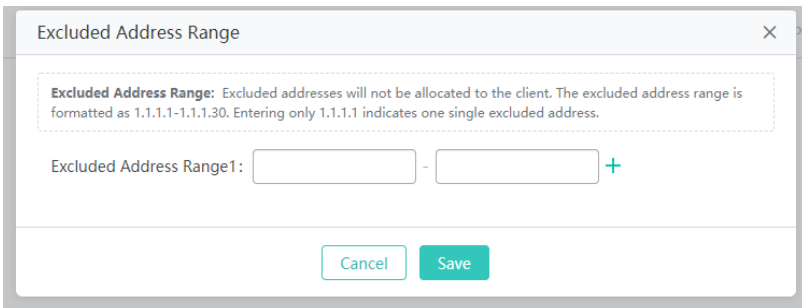 Excluded Address Range
Excluded Address Range: Excluded addresses will not be allocated to the client. The excluded address range is
formatted as 1.1.1.1-1.1.1.30. Entering only 1.1.1.1 indicates one single excluded address.
Excluded Address Range1: - +
Cancel Save